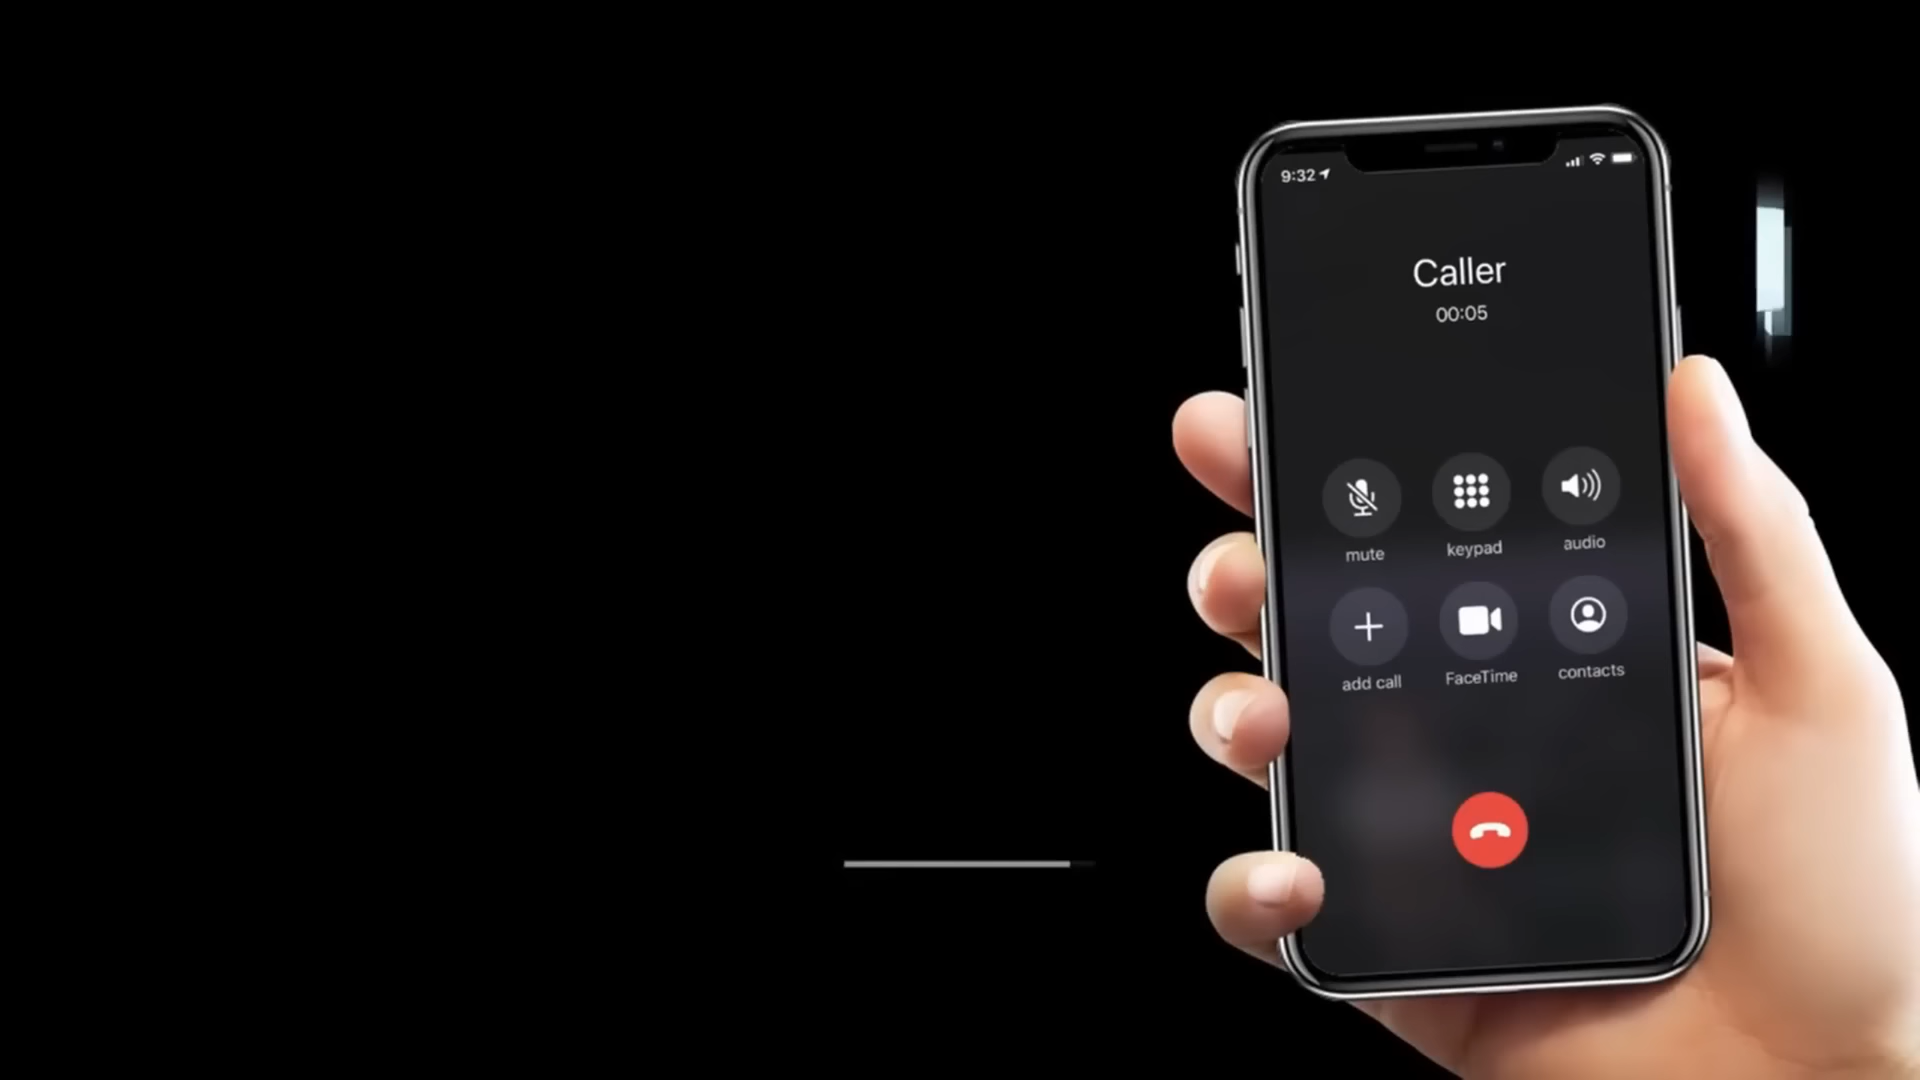 9:32
Caller
00:05
mute
keypad
audio
add call
FaceTime
contacts